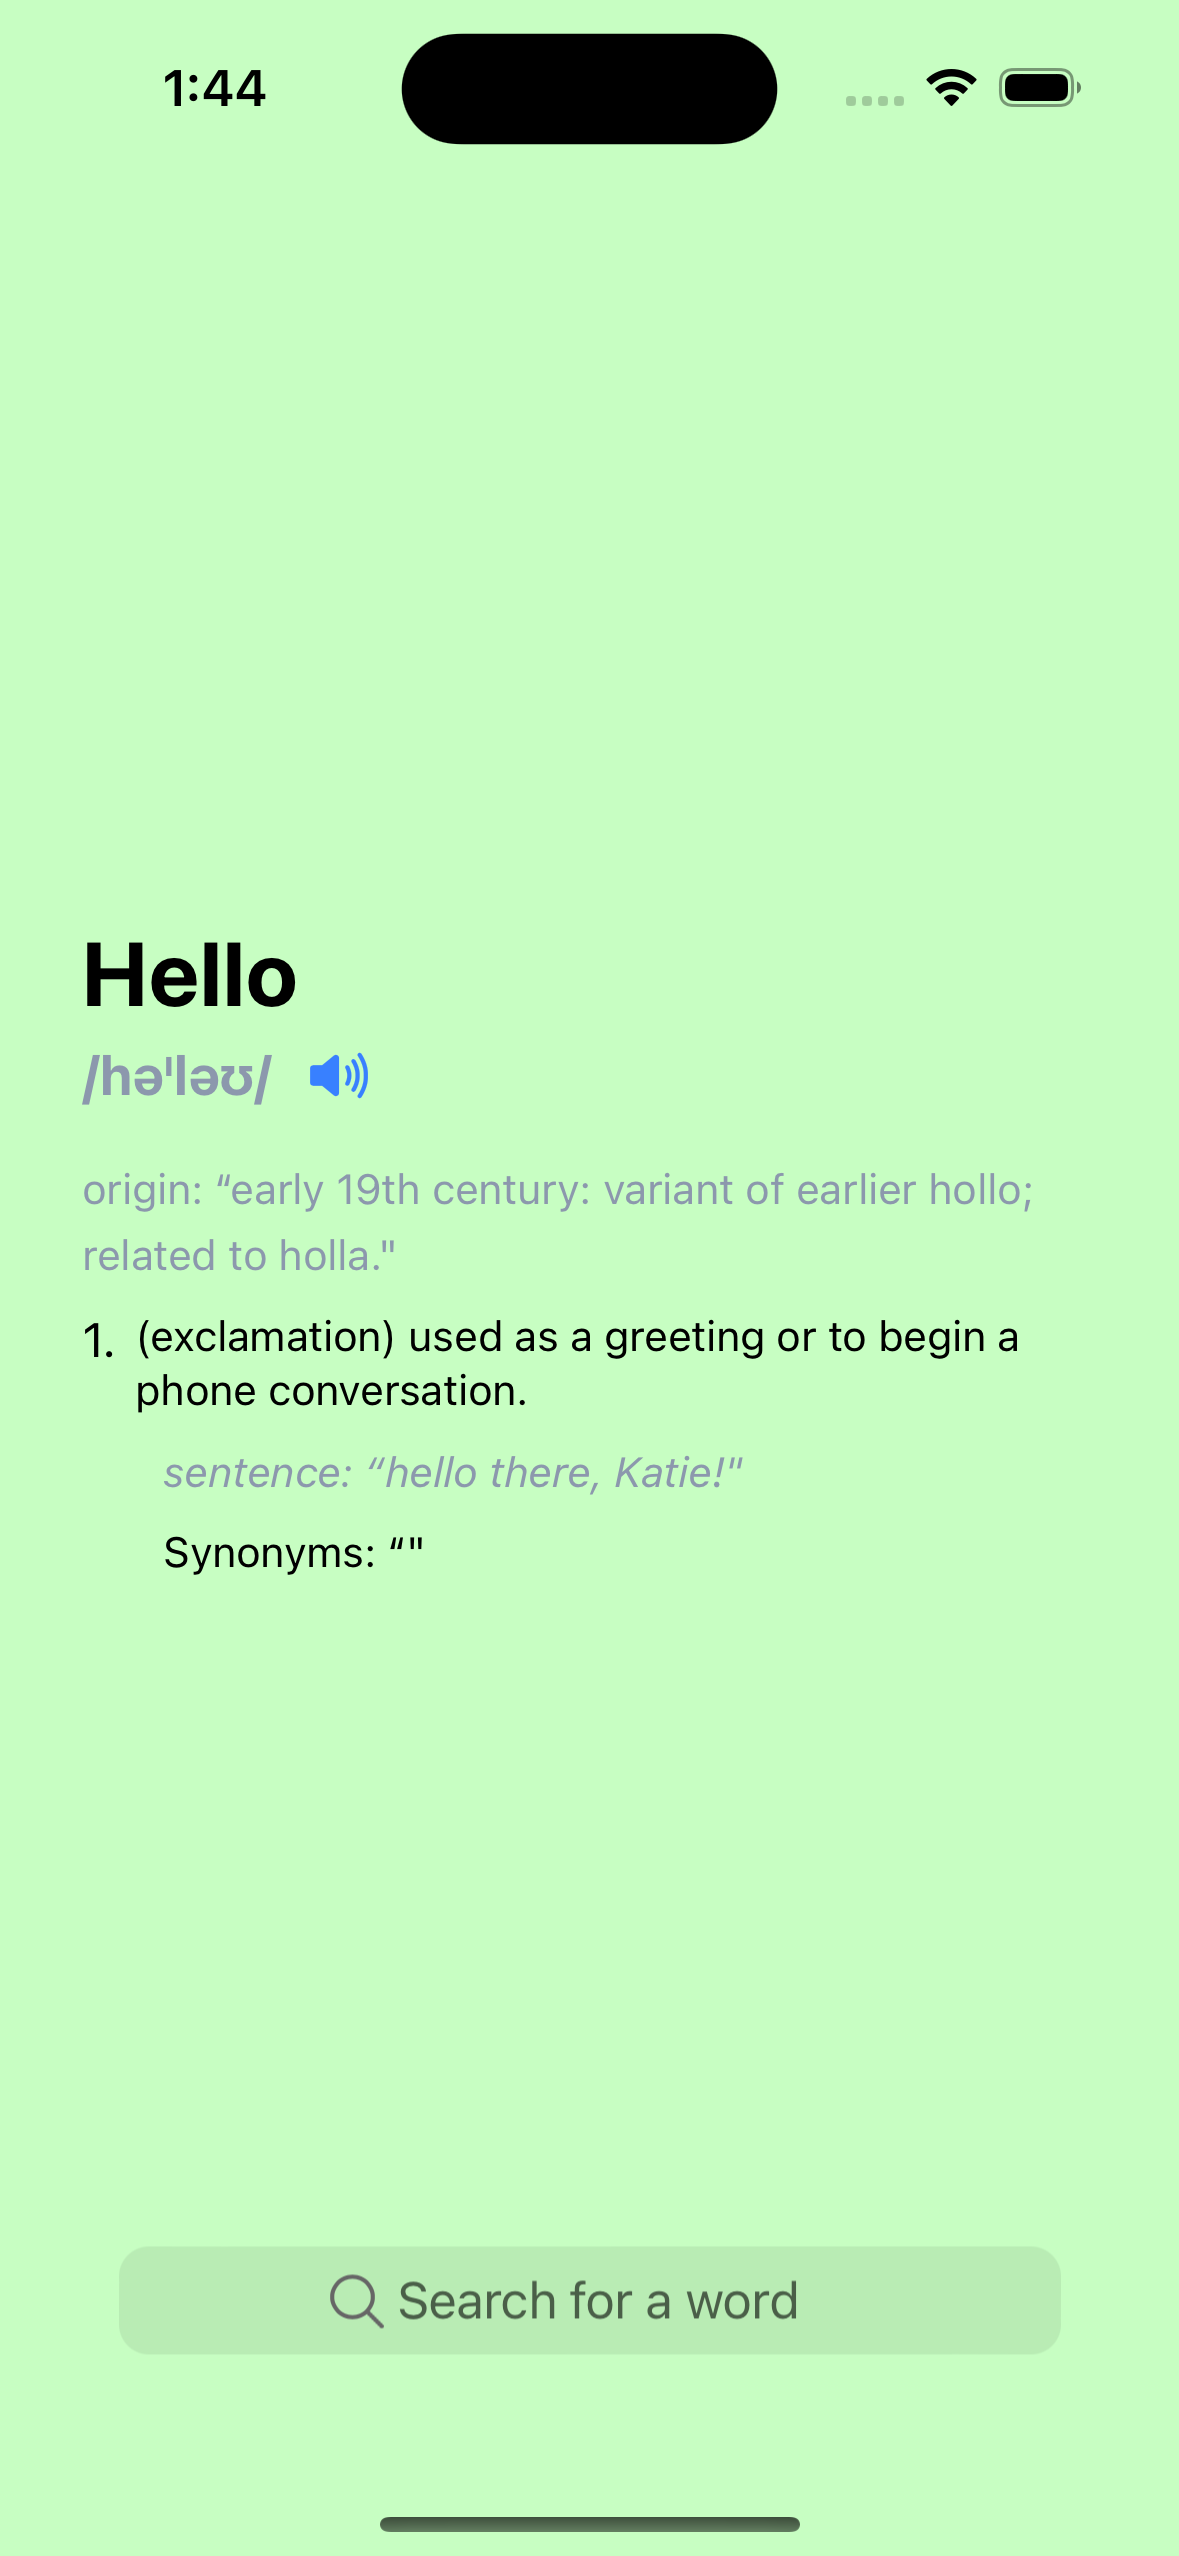 1:44
Hello
/həˈləʊ/
origin: “early 19th century: variant of earlier hollo;
related to holla."
1. (exclamation) used as a greeting or to begin a
phone conversation.
sentence: “hello there, Katie!"
Synonyms: “"
Search for a word